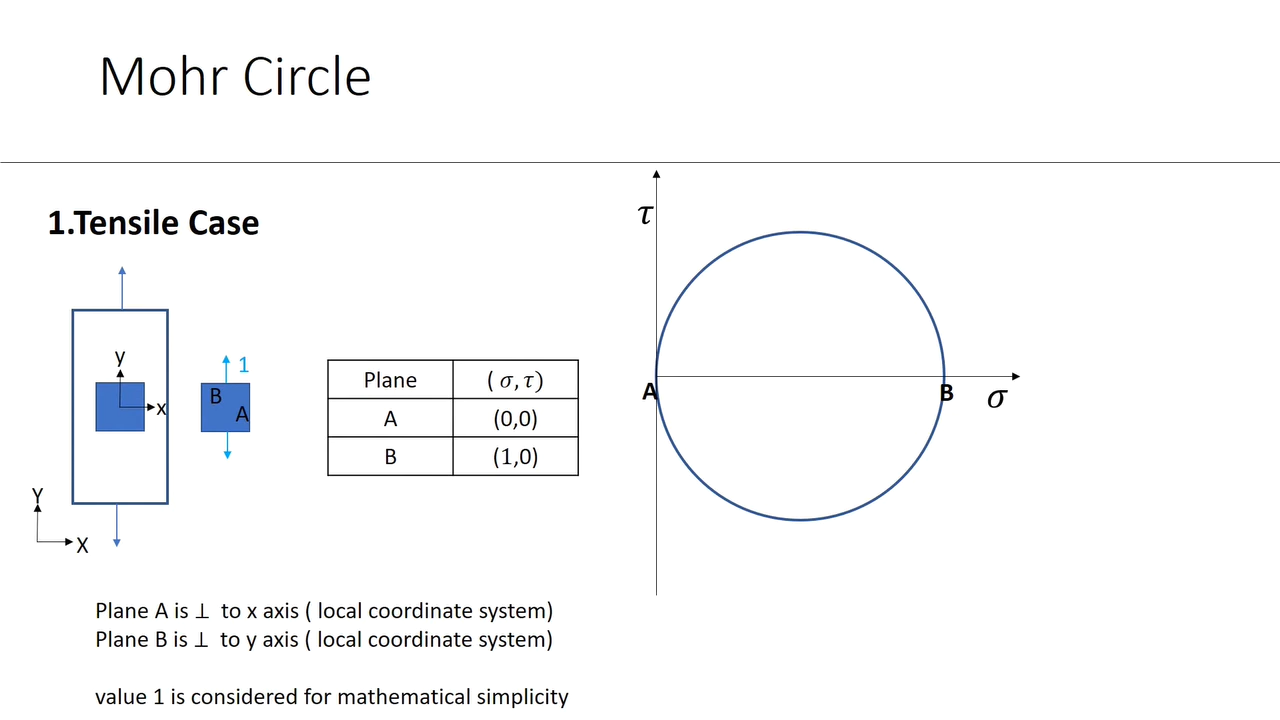 Mohr Circle
1.Tensile Case
y
x
1
B
A
Y
X
Plane
( σ, τ)
A
(0,0)
B
(1,0)
τ
A
B
σ
Plane A is ⊥ to x axis ( local coordinate system)
Plane B is ⊥ to y axis ( local coordinate system)
value 1 is considered for mathematical simplicity